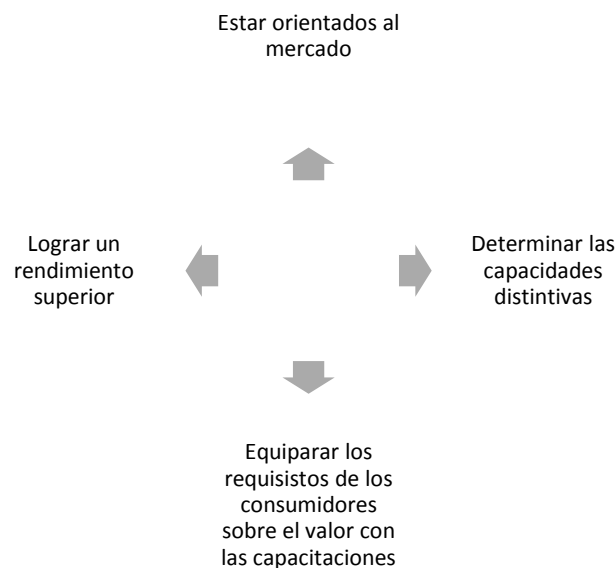 Estar orientados al
mercado
Lograr un
rendimiento
superior
Determinar las
capacidades
distintivas
Equiparar los
requisistos de los
consumidores
sobre el valor con
las capacitaciones